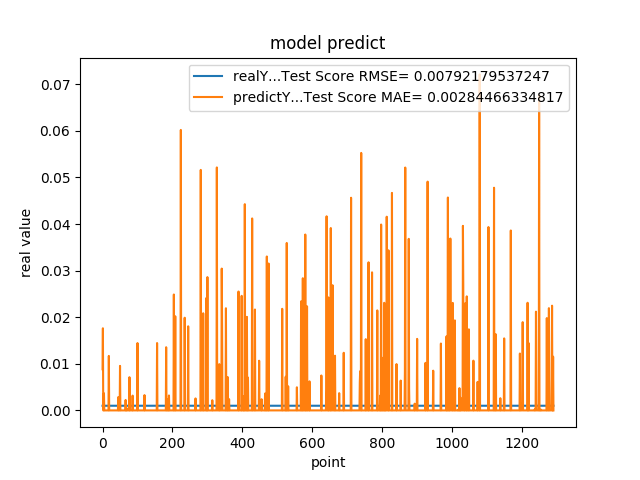 model predict
realY...Test Score RMSE= 0.00792179537247
predictY...Test Score MAE= 0.00284466334817
real value
0.07
0.06
0.05
0.04
0.03
0.02
0.01
0.00
0 200 400 600 800 1000 1200
point